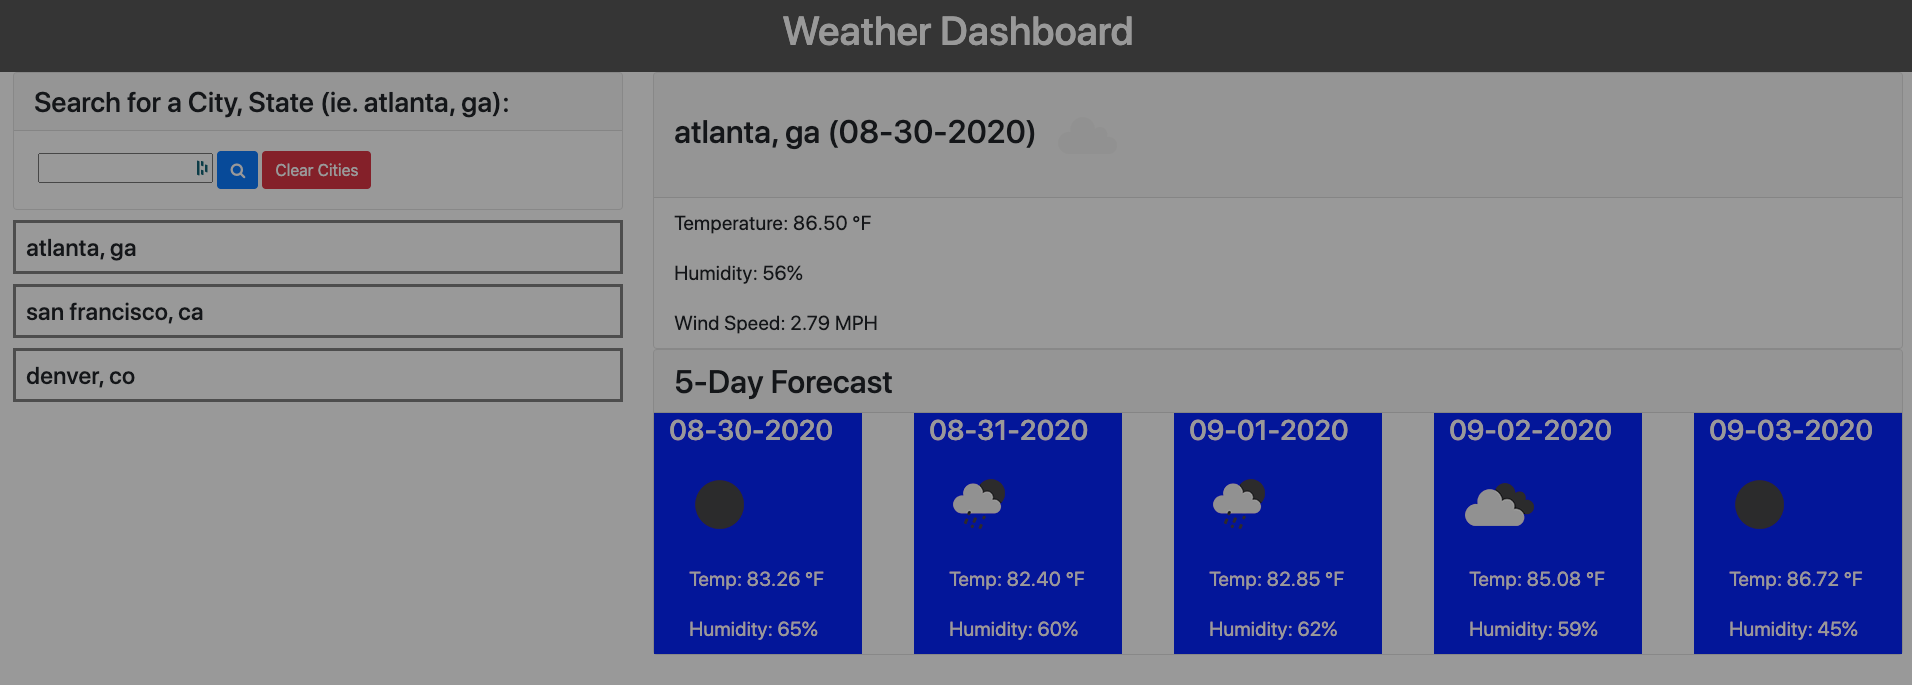 Weather Dashboard
Search for a City, State (ie. atlanta, ga):
Clear Cities
atlanta, ga
san francisco, ca
denver, co
atlanta, ga (08-30-2020)
Temperature: 86.50 °F
Humidity: 56%
Wind Speed: 2.79 MPH
5-Day Forecast
08-30-2020
Temp: 83.26 °F
Humidity: 65%
08-31-2020
Temp: 82.40 °F
Humidity: 60%
09-01-2020
Temp: 82.85 °F
Humidity: 62%
09-02-2020
Temp: 85.08 °F
Humidity: 59%
09-03-2020
Temp: 86.72 °F
Humidity: 45%